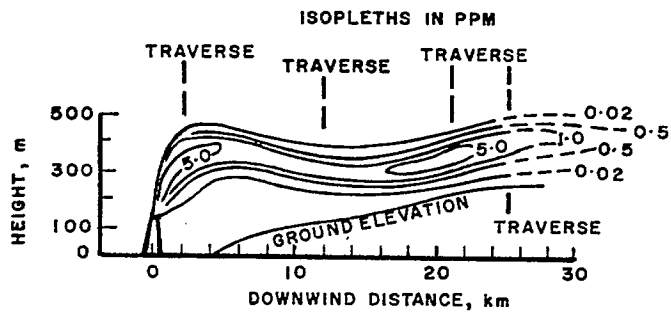 ISOPLETHS IN PPM
TRAVERSE
TRAVERSE
TRAVERSE
500
300
100
0
HEIGHT, m
5.0
5.0
0.02
0.5
1.0
0.5
0.02
GROUND ELEVATION
TRAVERSE
0
10
20
30
DOWNWIND DISTANCE, km